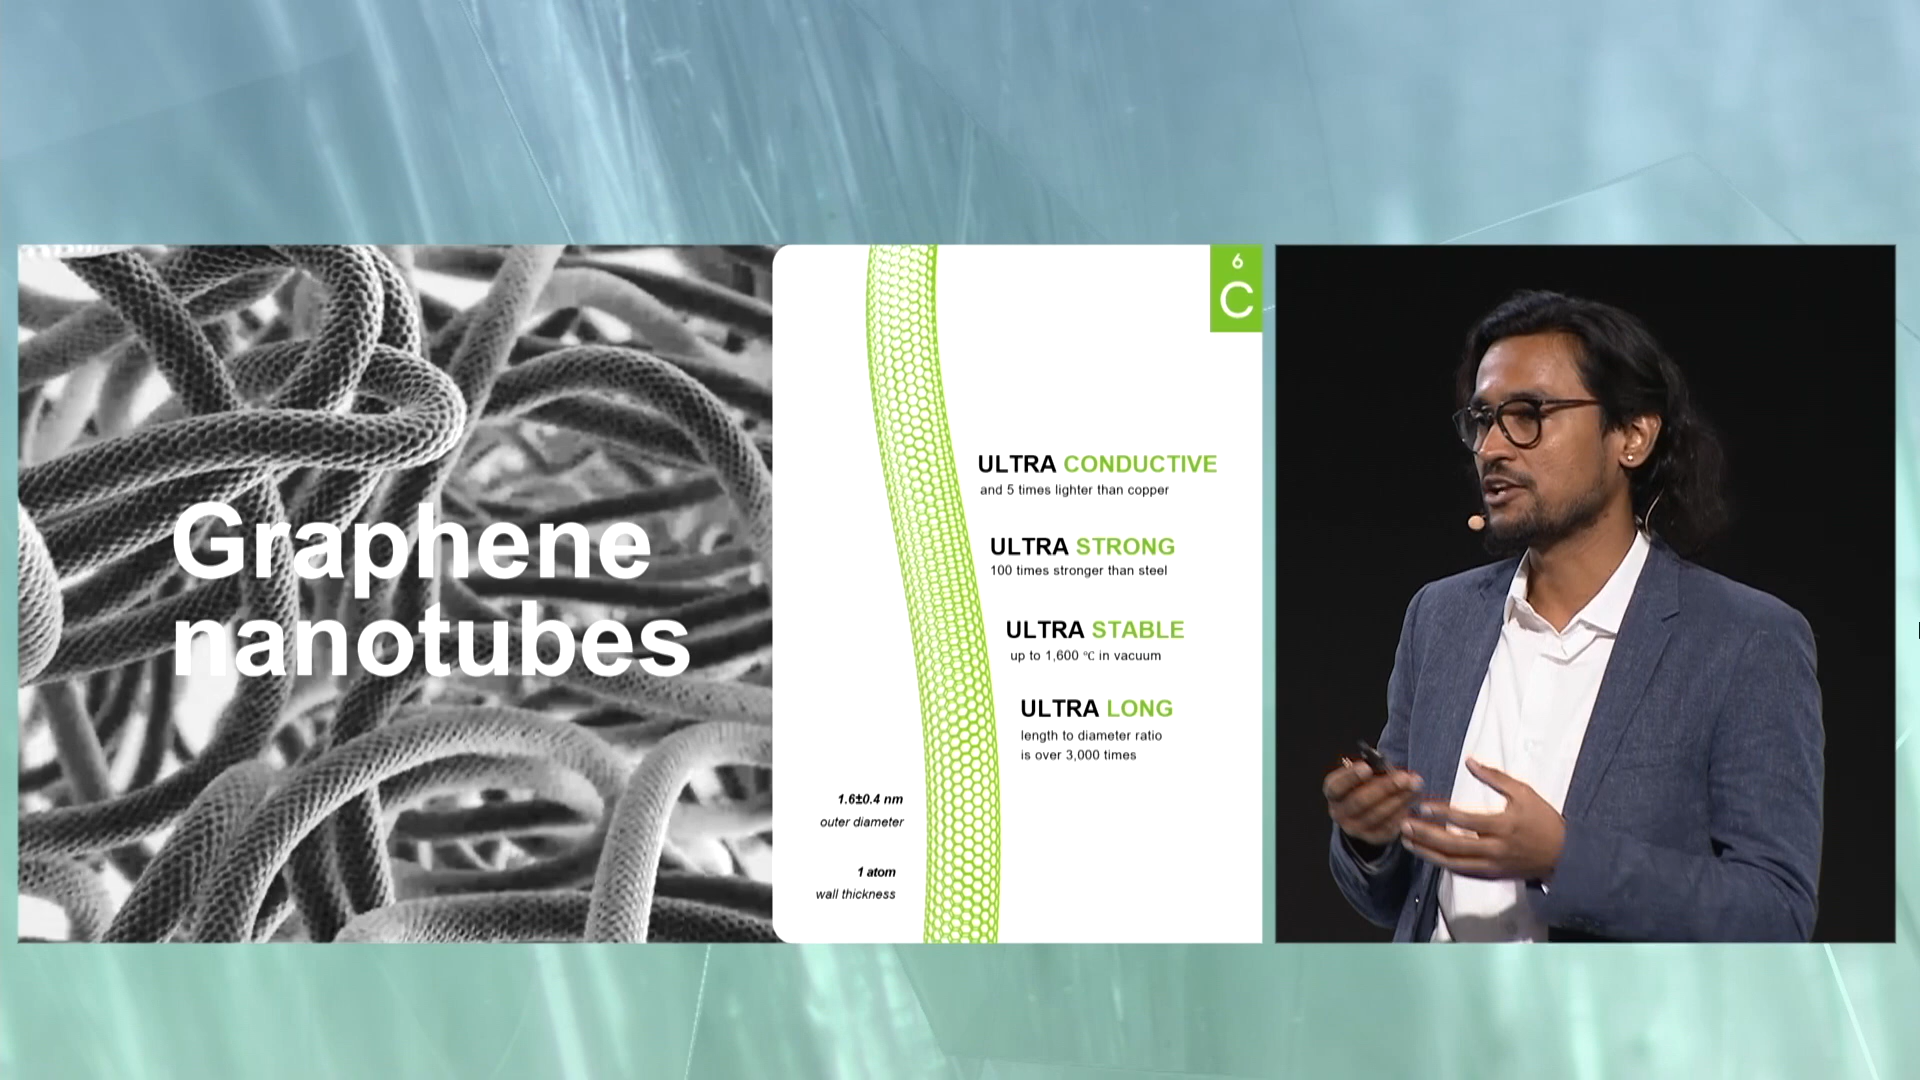 Graphene
nanotubes
6
C
ULTRA CONDUCTIVE
and 5 times lighter than copper
ULTRA STRONG
100 times stronger than steel
ULTRA STABLE
up to 1,600 ℃ in vacuum
ULTRA LONG
length to diameter ratio
is over 3,000 times
1.6±0.4 nm
outer diameter
1 atom
wall thickness